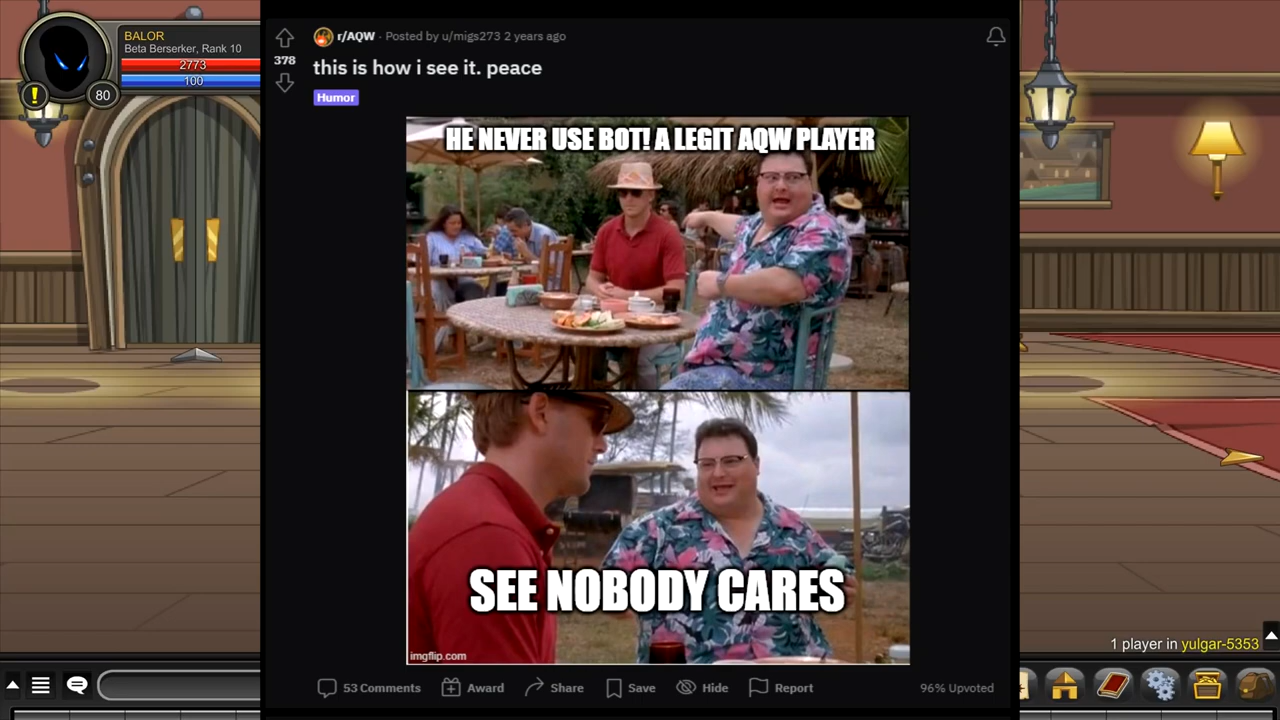 BALOR
Beta Berserker, Rank 10
2773
100
80
r/AQW · Posted by u/migs273 2 years ago
378
this is how i see it. peace
Humor
HE NEVER USE BOT! A LEGIT AQW PLAYER
SEE NOBODY CARES
imgflip.com
53 Comments Award Share Save Hide Report 96% Upvoted
1 player in yulgar-5353